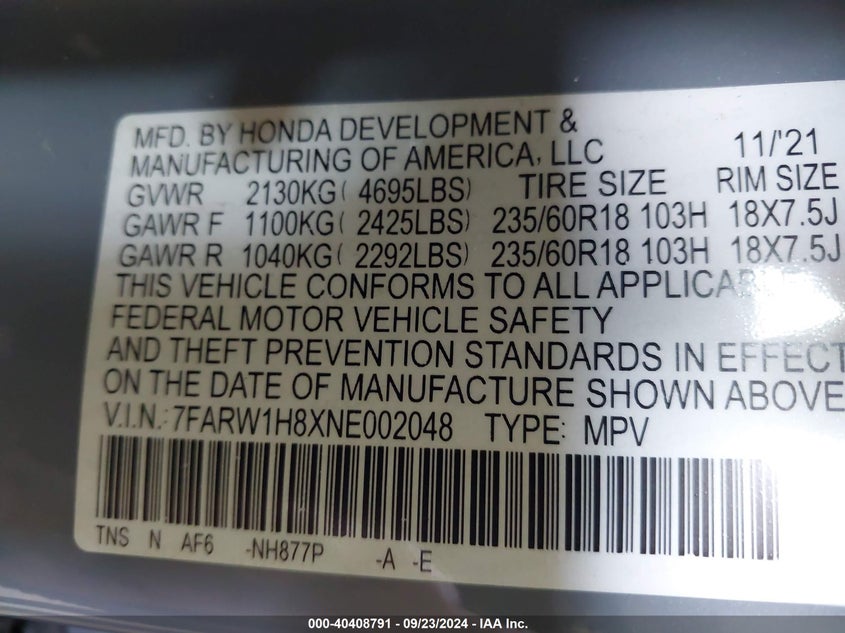 MFD. BY HONDA DEVELOPMENT &
MANUFACTURING OF AMERICA, LLC 11/'21
GVWR 2130KG( 4695LBS) TIRE SIZE RIM SIZE
GAWR F 1100KG( 2425LBS) 235/60R18 103H 18X7.5J
GAWR R 1040KG( 2292LBS) 235/60R18 103H 18X7.5J
THIS VEHICLE CONFORMS TO ALL APPLICABLE
FEDERAL MOTOR VEHICLE SAFETY
AND THEFT PREVENTION STANDARDS IN EFFECT
ON THE DATE OF MANUFACTURE SHOWN ABOVE
V.I.N.: 7FARW1H8XNE002048 TYPE: MPV
TNS N AF6 -NH877P -A -E
000-40408791 - 09/23/2024 - IAA Inc.